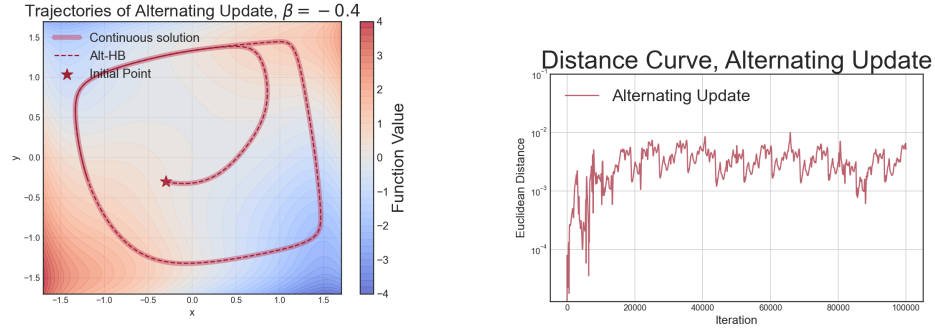 Trajectories of Alternating Update, β = −0.4
Continuous solution
Alt-HB
Initial Point
1.5
1.0
0.5
0.0
−0.5
−1.0
−1.5
y
−1.5 −1.0 −0.5 0.0 0.5 1.0 1.5
x
4
3
2
1
0
−1
−2
−3
−4
Function Value
Distance Curve, Alternating Update
Alternating Update
10⁻¹
10⁻²
10⁻³
10⁻⁴
Euclidean Distance
0 20000 40000 60000 80000 100000
Iteration